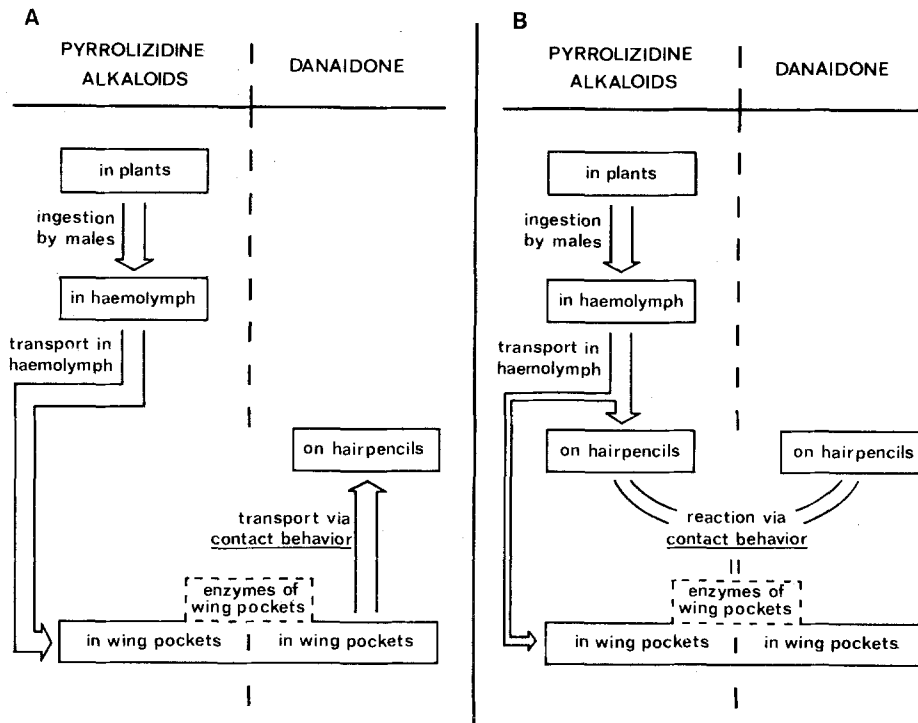 A
PYRROLIZIDINE
ALKALOIDS
DANAIDONE
in plants
ingestion
by males
in haemolymph
transport in
haemolymph
on hairpencils
transport via
contact behavior
enzymes of
wing pockets
in wing pockets
in wing pockets
B
PYRROLIZIDINE
ALKALOIDS
DANAIDONE
in plants
ingestion
by males
in haemolymph
transport in
haemolymph
on hairpencils
on hairpencils
reaction via
contact behavior
enzymes of
wing pockets
in wing pockets
in wing pockets